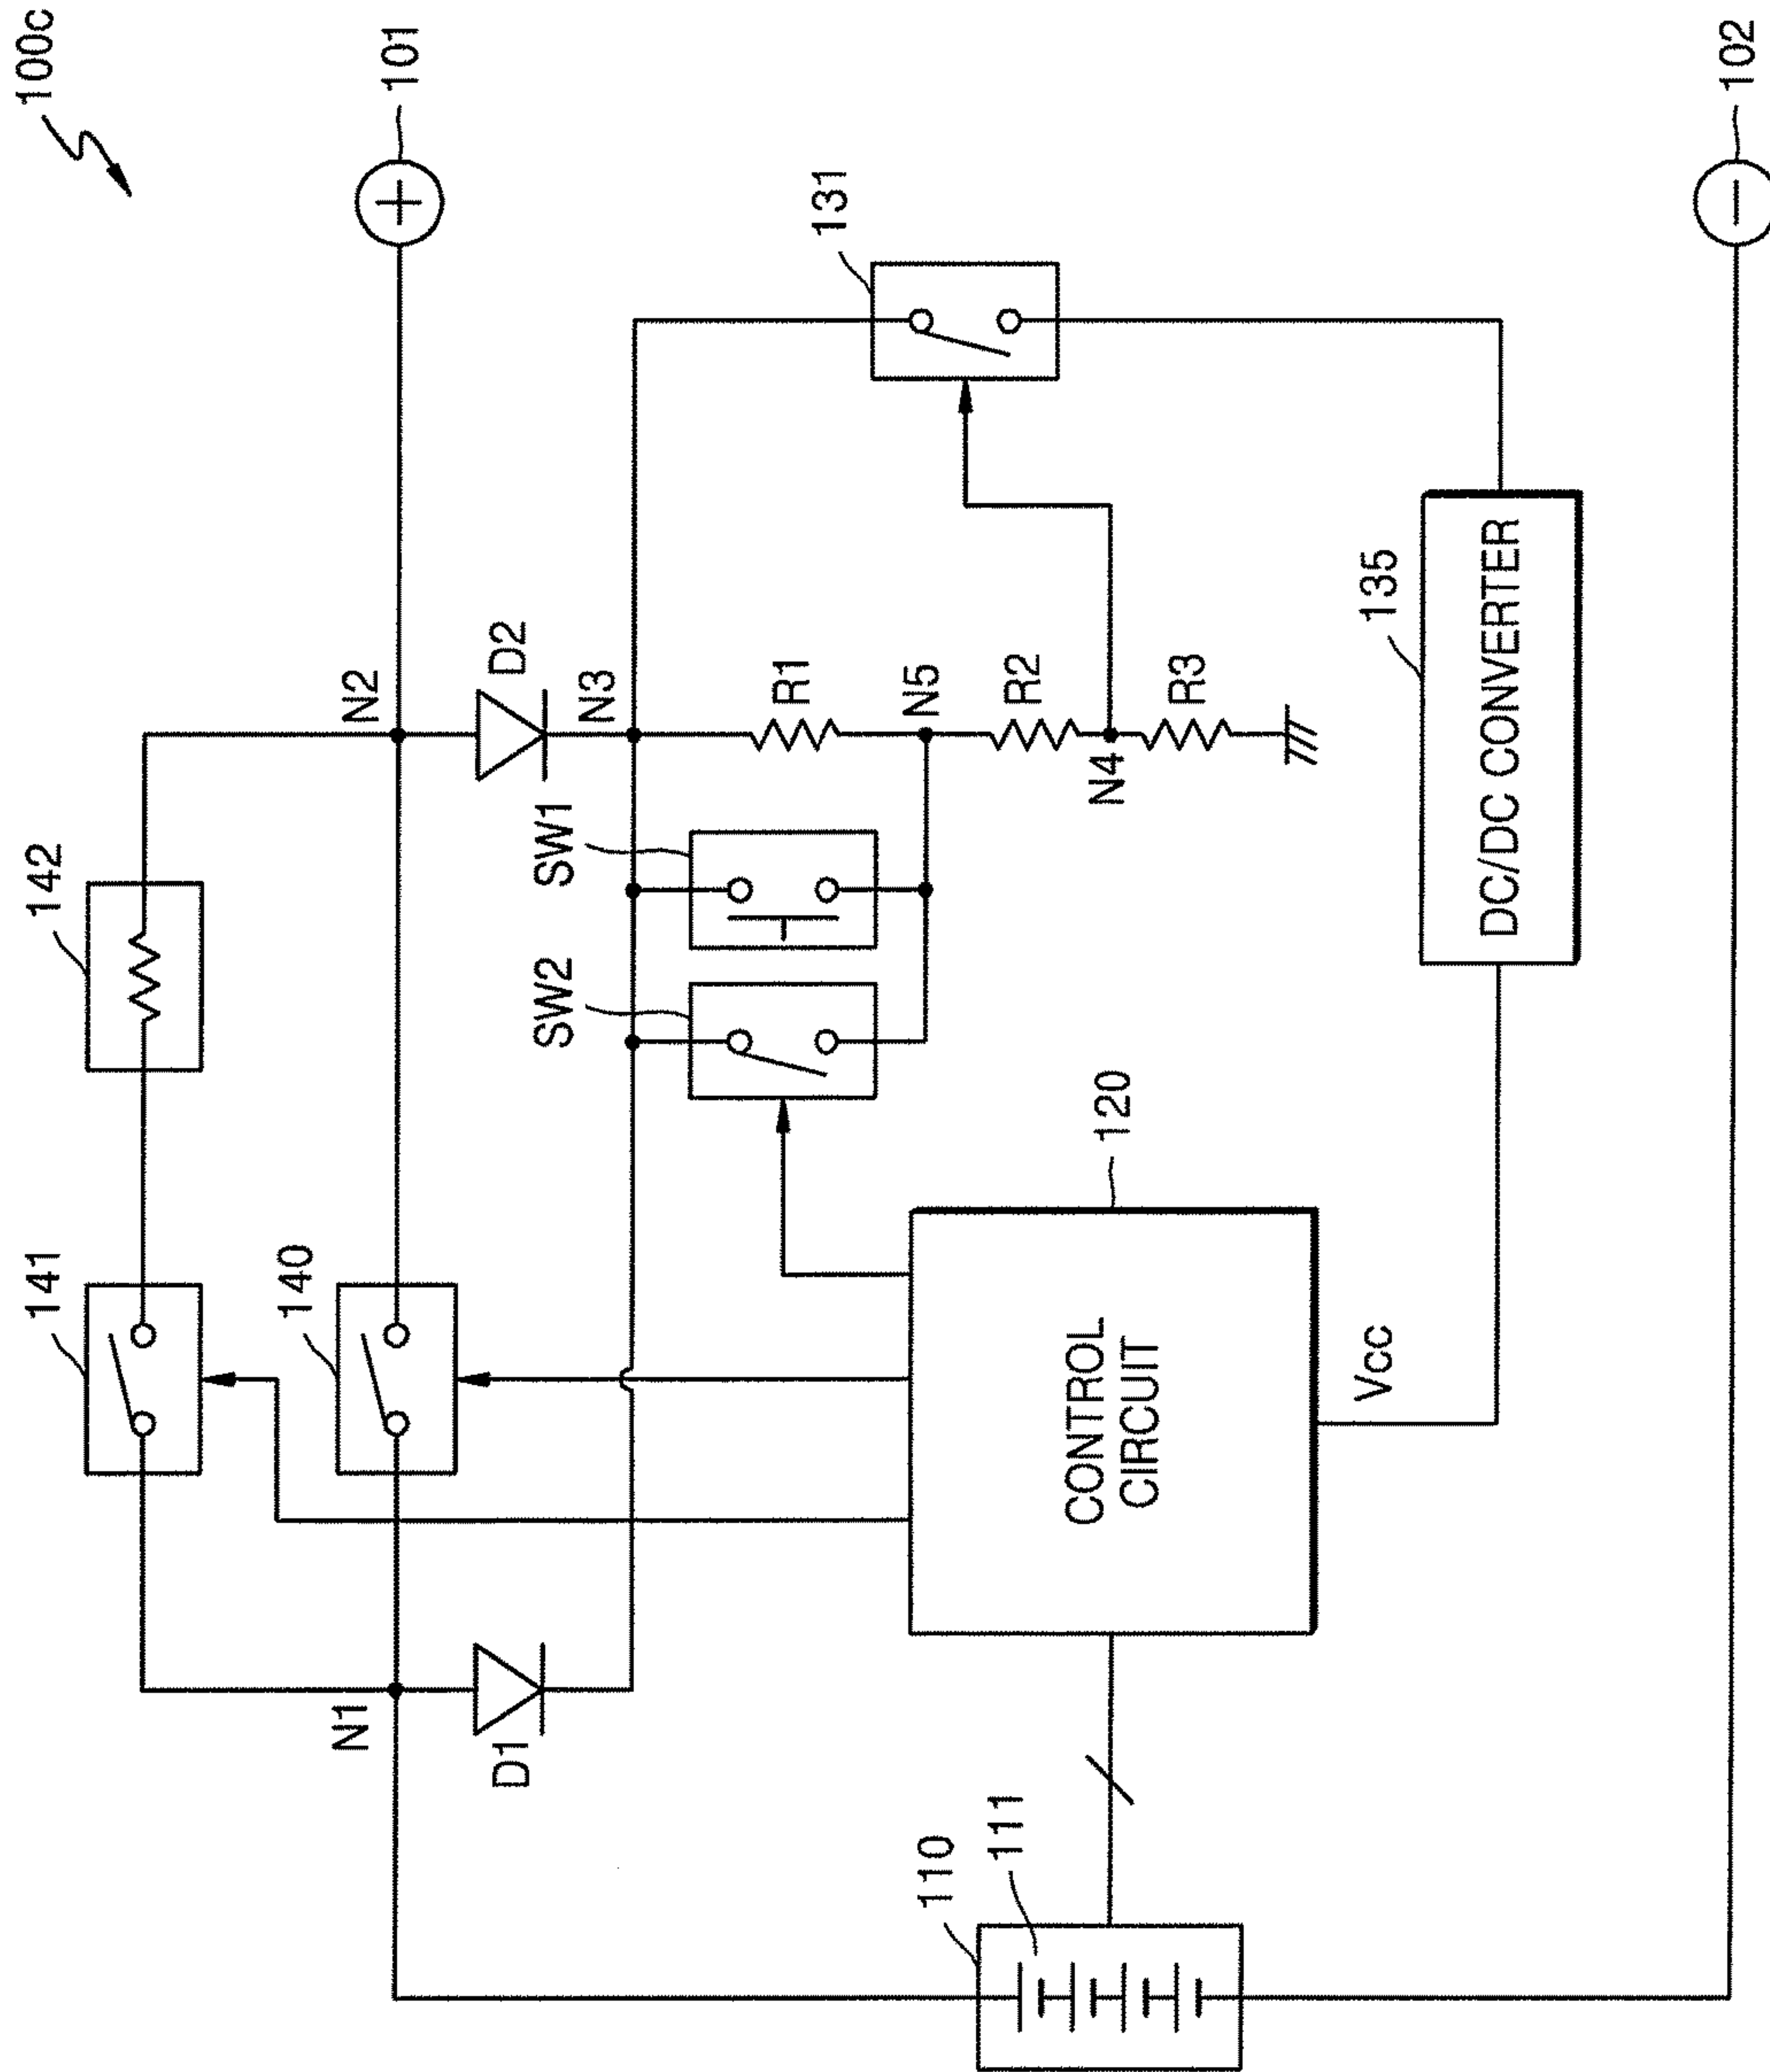 100c
141
142
N2
101
140
N1
D1
D2
N3
SW2
SW1
R1
131
N5
R2
N4
R3
110
111
120
CONTROL
CIRCUIT
Vcc
135
DC/DC CONVERTER
102